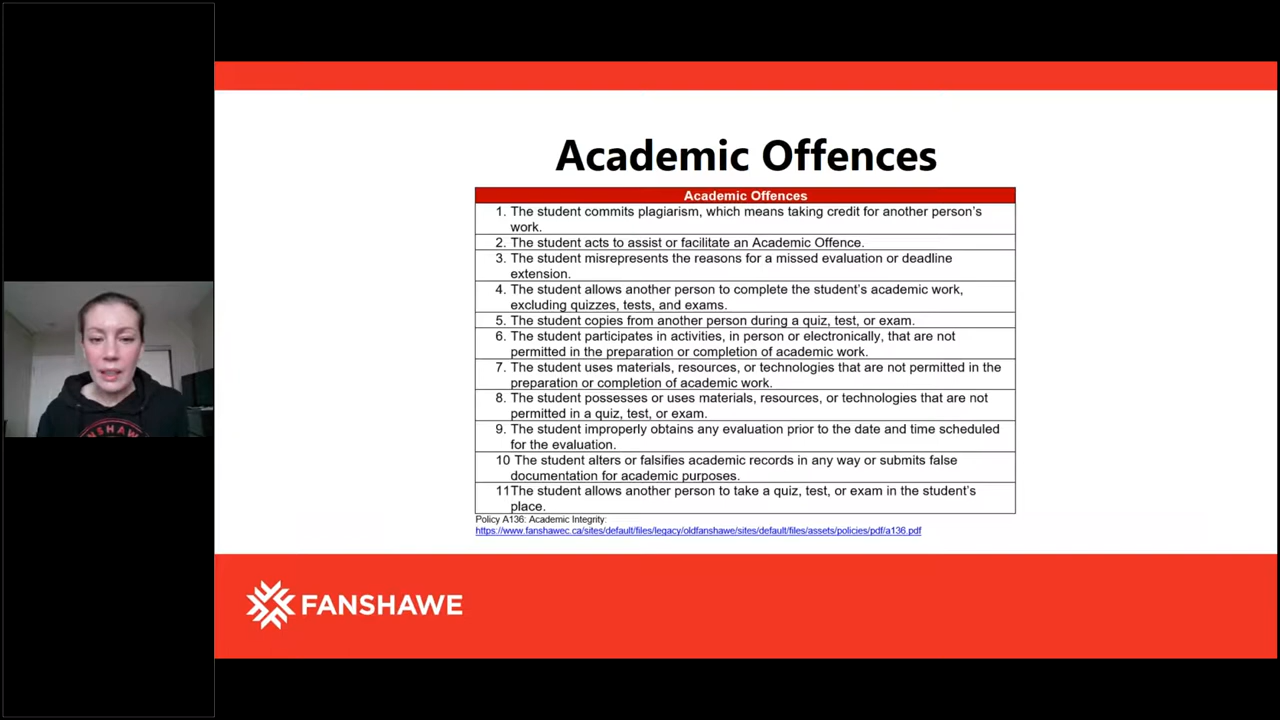 Academic Offences
Academic Offences
1. The student commits plagiarism, which means taking credit for another person's
work.
2. The student acts to assist or facilitate an Academic Offence.
3. The student misrepresents the reasons for a missed evaluation or deadline
extension.
4. The student allows another person to complete the student's academic work,
excluding quizzes, tests, and exams.
5. The student copies from another person during a quiz, test, or exam.
6. The student participates in activities, in person or electronically, that are not
permitted in the preparation or completion of academic work.
7. The student uses materials, resources, or technologies that are not permitted in the
preparation or completion of academic work.
8. The student possesses or uses materials, resources, or technologies that are not
permitted in a quiz, test, or exam.
9. The student improperly obtains any evaluation prior to the date and time scheduled
for the evaluation.
10 The student alters or falsifies academic records in any way or submits false
documentation for academic purposes.
11The student allows another person to take a quiz, test, or exam in the student's
place.
Policy A136: Academic Integrity:
https://www.fanshawec.ca/sites/default/files/legacy/oldfanshawe/sites/default/files/assets/policies/pdf/a136.pdf
FANSHAWE